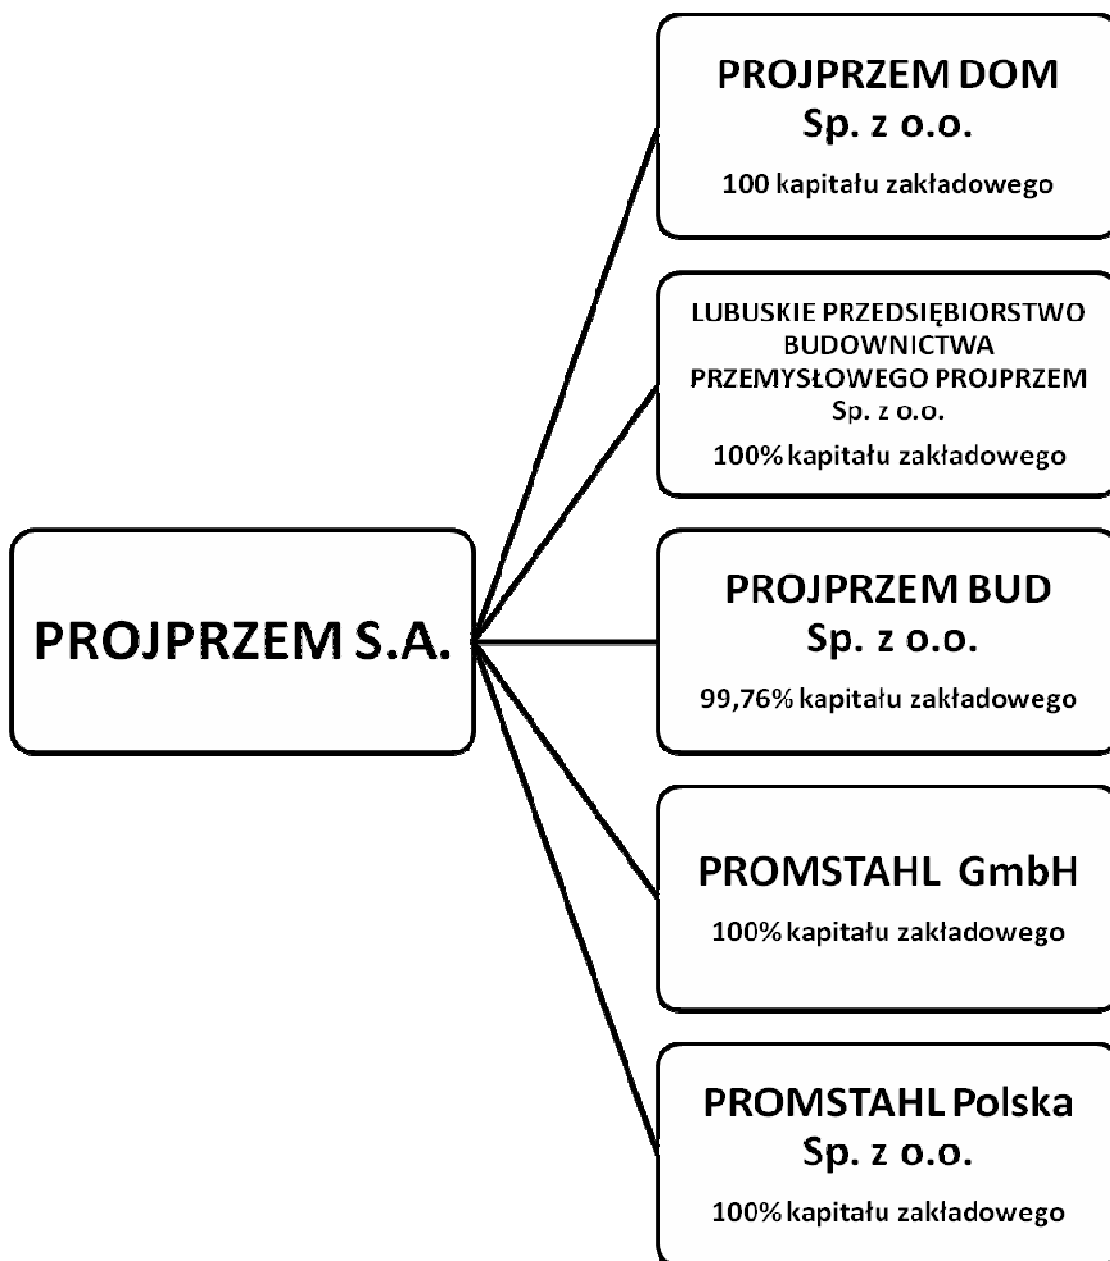 PROJPRZEM DOM
Sp. z o.o.
100 kapitału zakładowego
LUBUSKIE PRZEDSIĘBIORSTWO
BUDOWNICTWA
PRZEMYSŁOWEGO PROJPRZEM
Sp. z o.o.
100% kapitału zakładowego
PROJPRZEM S.A.
PROJPRZEM BUD
Sp. z o.o.
99,76% kapitału zakładowego
PROMSTAHL GmbH
100% kapitału zakładowego
PROMSTAHL Polska
Sp. z o.o.
100% kapitału zakładowego